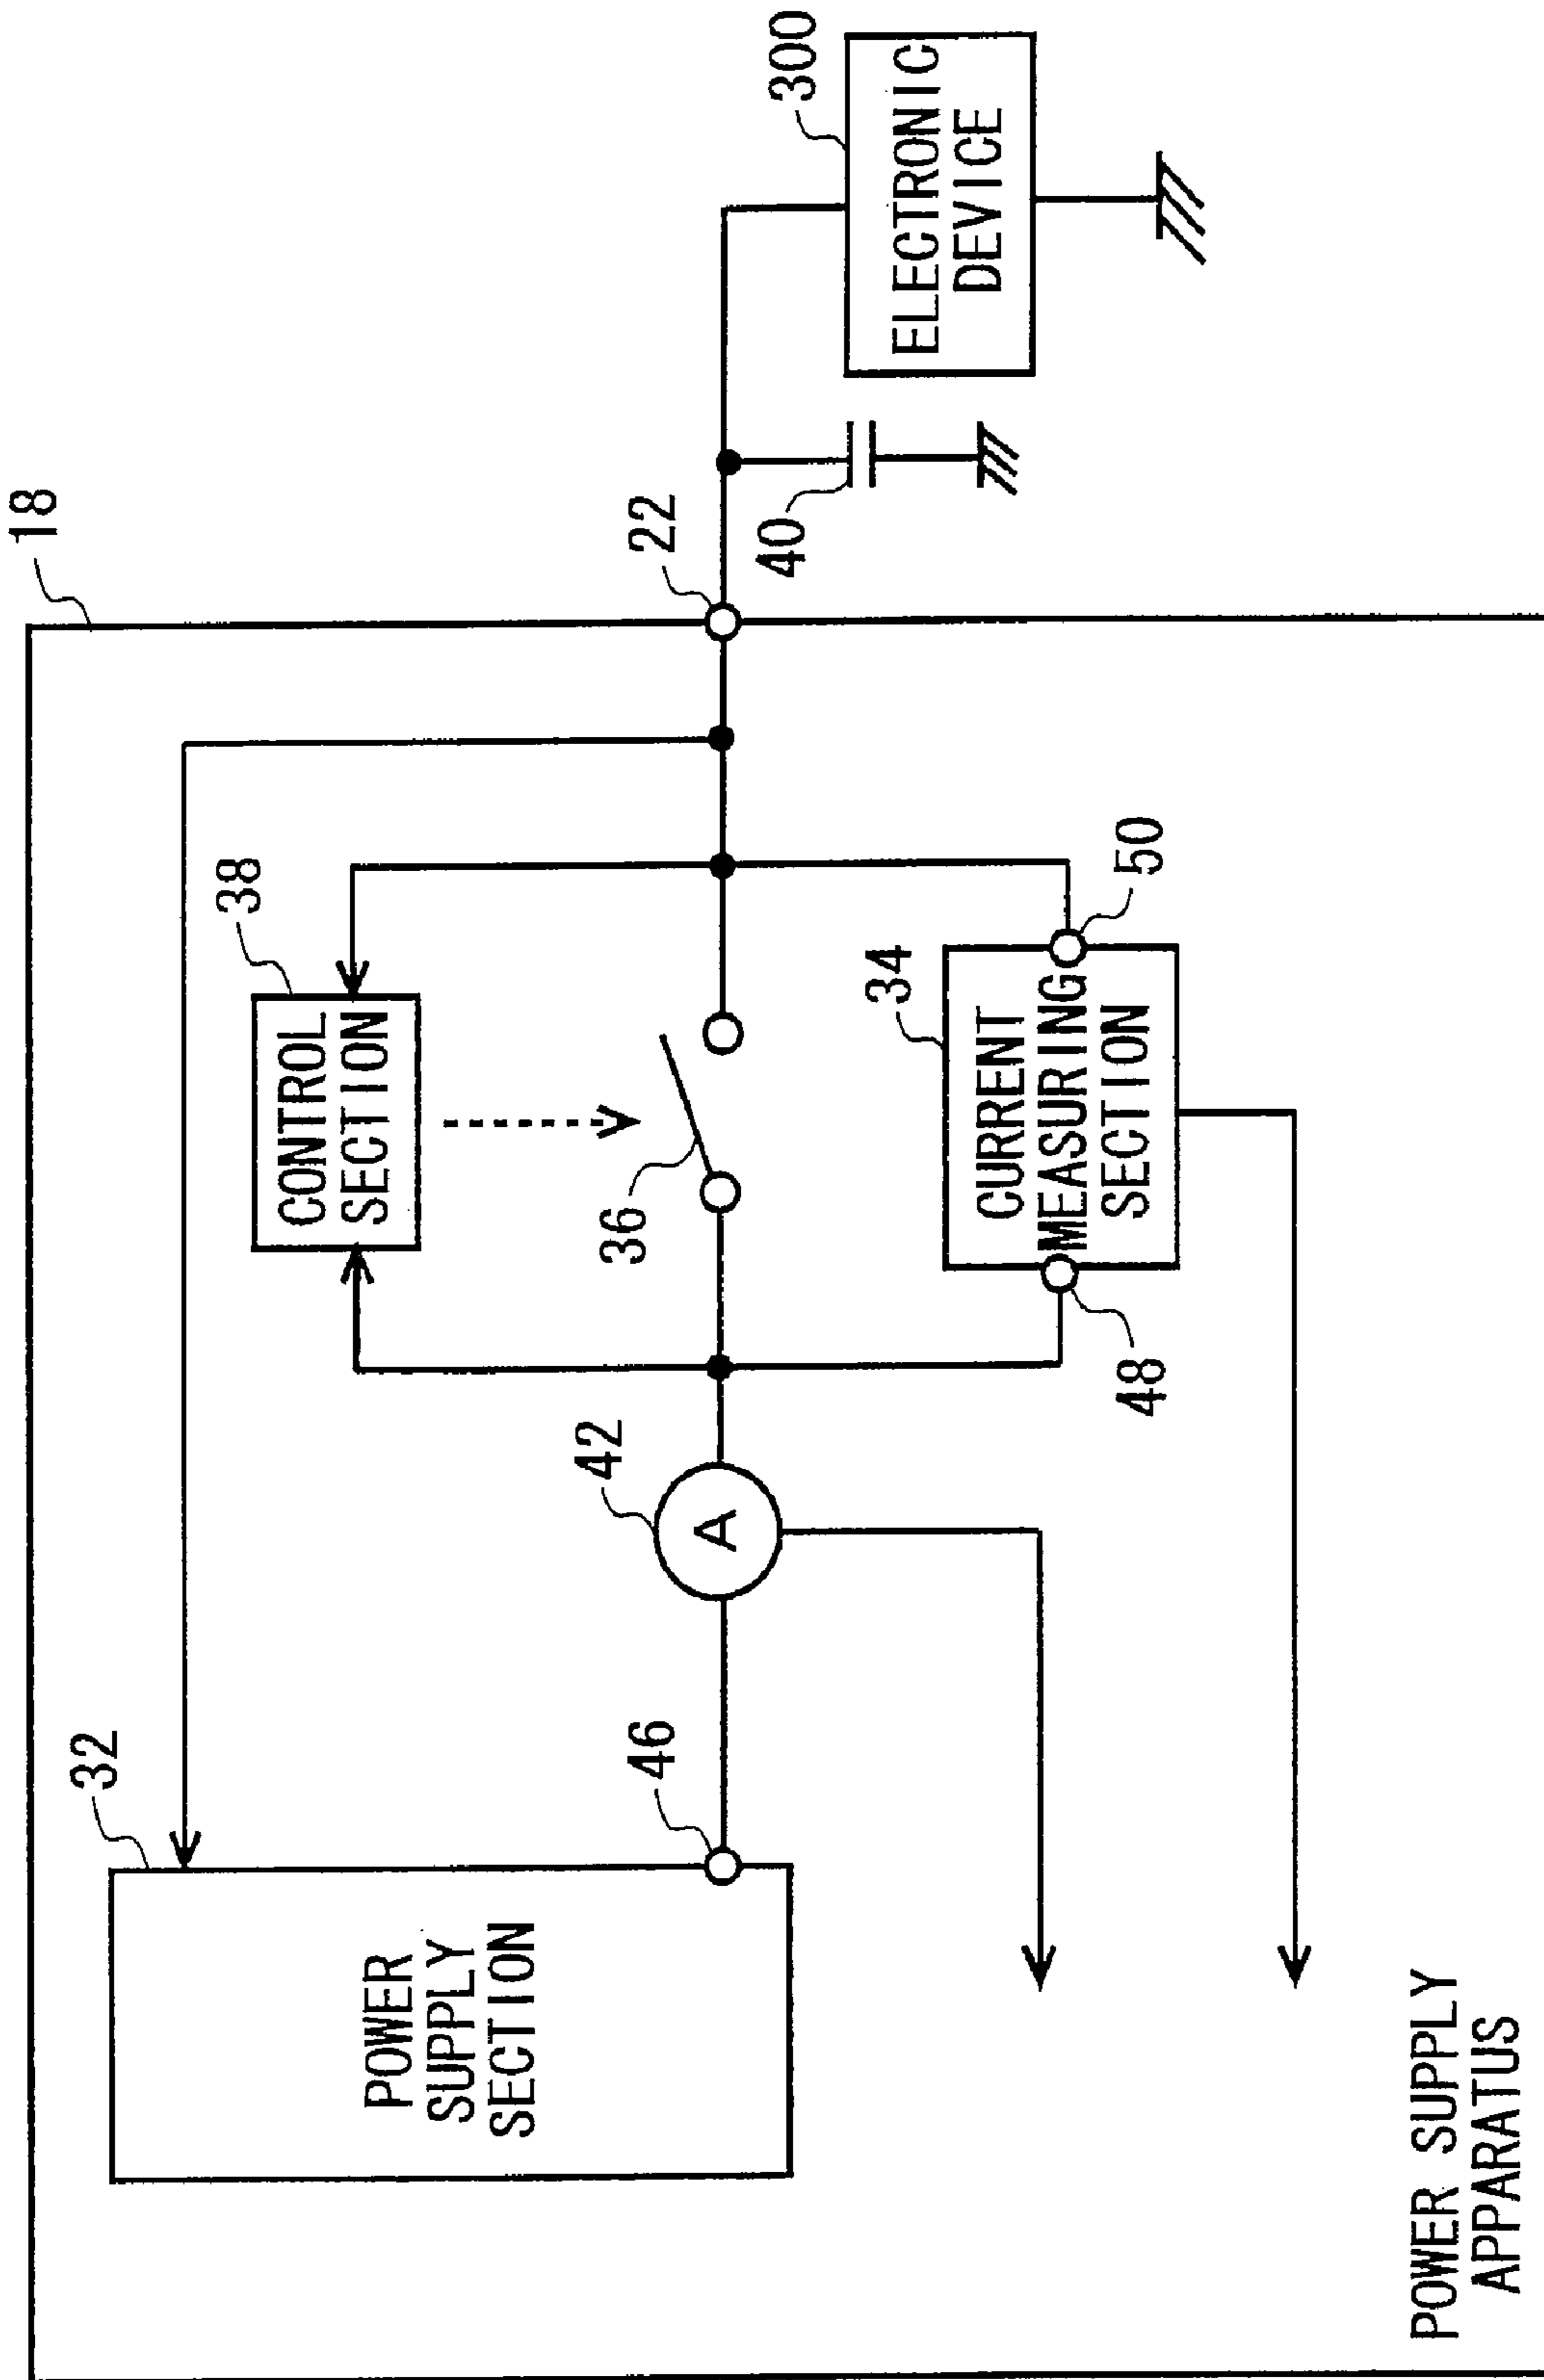 18
32
POWER
SUPPLY
SECTION
46
42
A
38
CONTROL
SECTION
36
34
CURRENT
MEASURING
SECTION
48
50
22
40
300
ELECTRONIC
DEVICE
POWER SUPPLY
APPARATUS